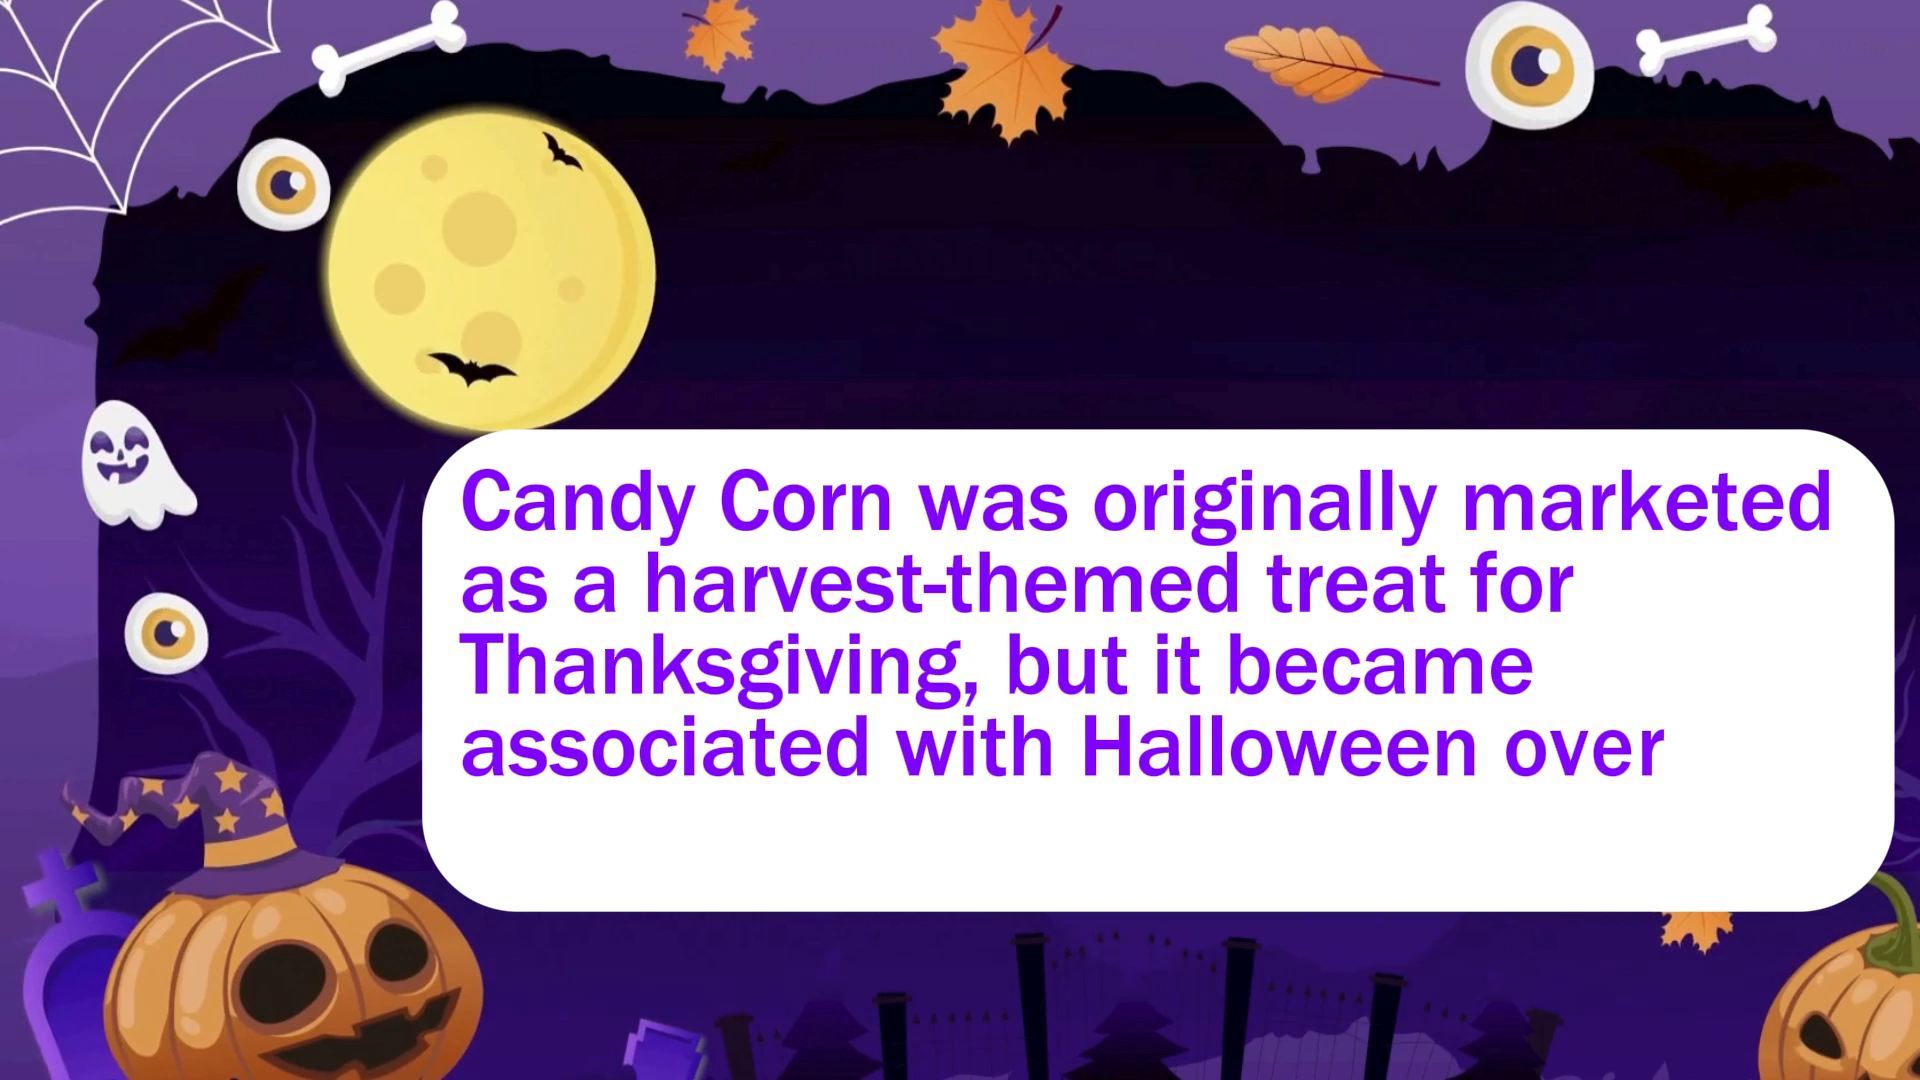 Candy Corn was originally marketed
as a harvest-themed treat for
Thanksgiving, but it became
associated with Halloween over